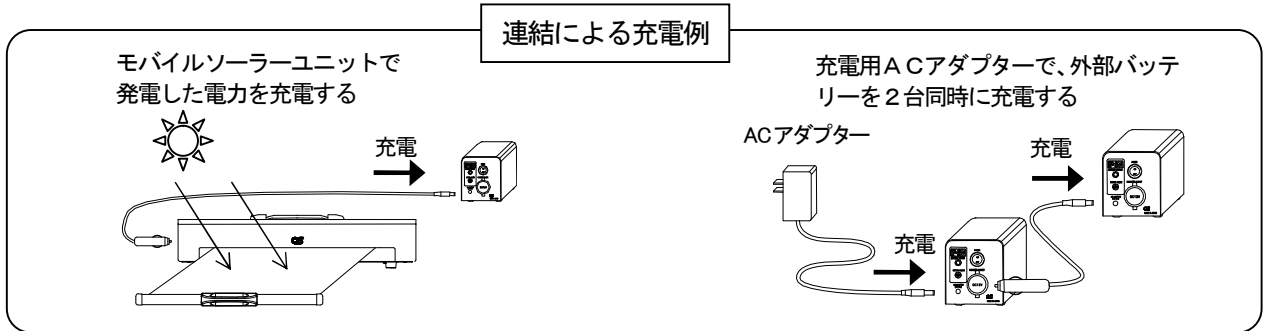 連結による充電例
モバイルソーラーユニットで
発電した電力を充電する
充電
充電用ACアダプターで、外部バッテ
リーを2台同時に充電する
ACアダプター
充電
充電
DC12V